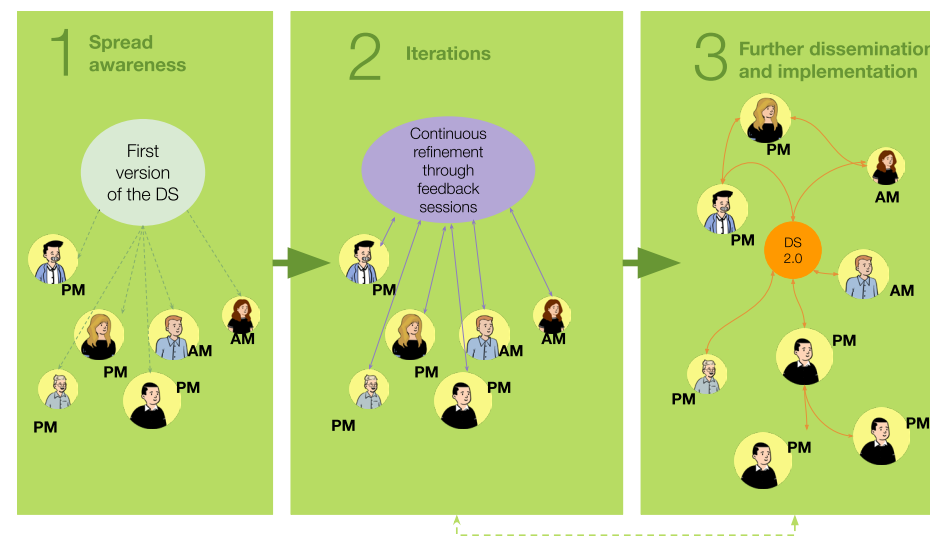 1
Spread
awareness
First
version
of the DS
PM
PM
AM
AM
PM
PM
2
Iterations
Continuous
refinement
through
feedback
sessions
PM
PM
AM
AM
PM
PM
3
Further dissemination
and implementation
PM
AM
PM
DS
2.0
AM
PM
PM
PM
PM